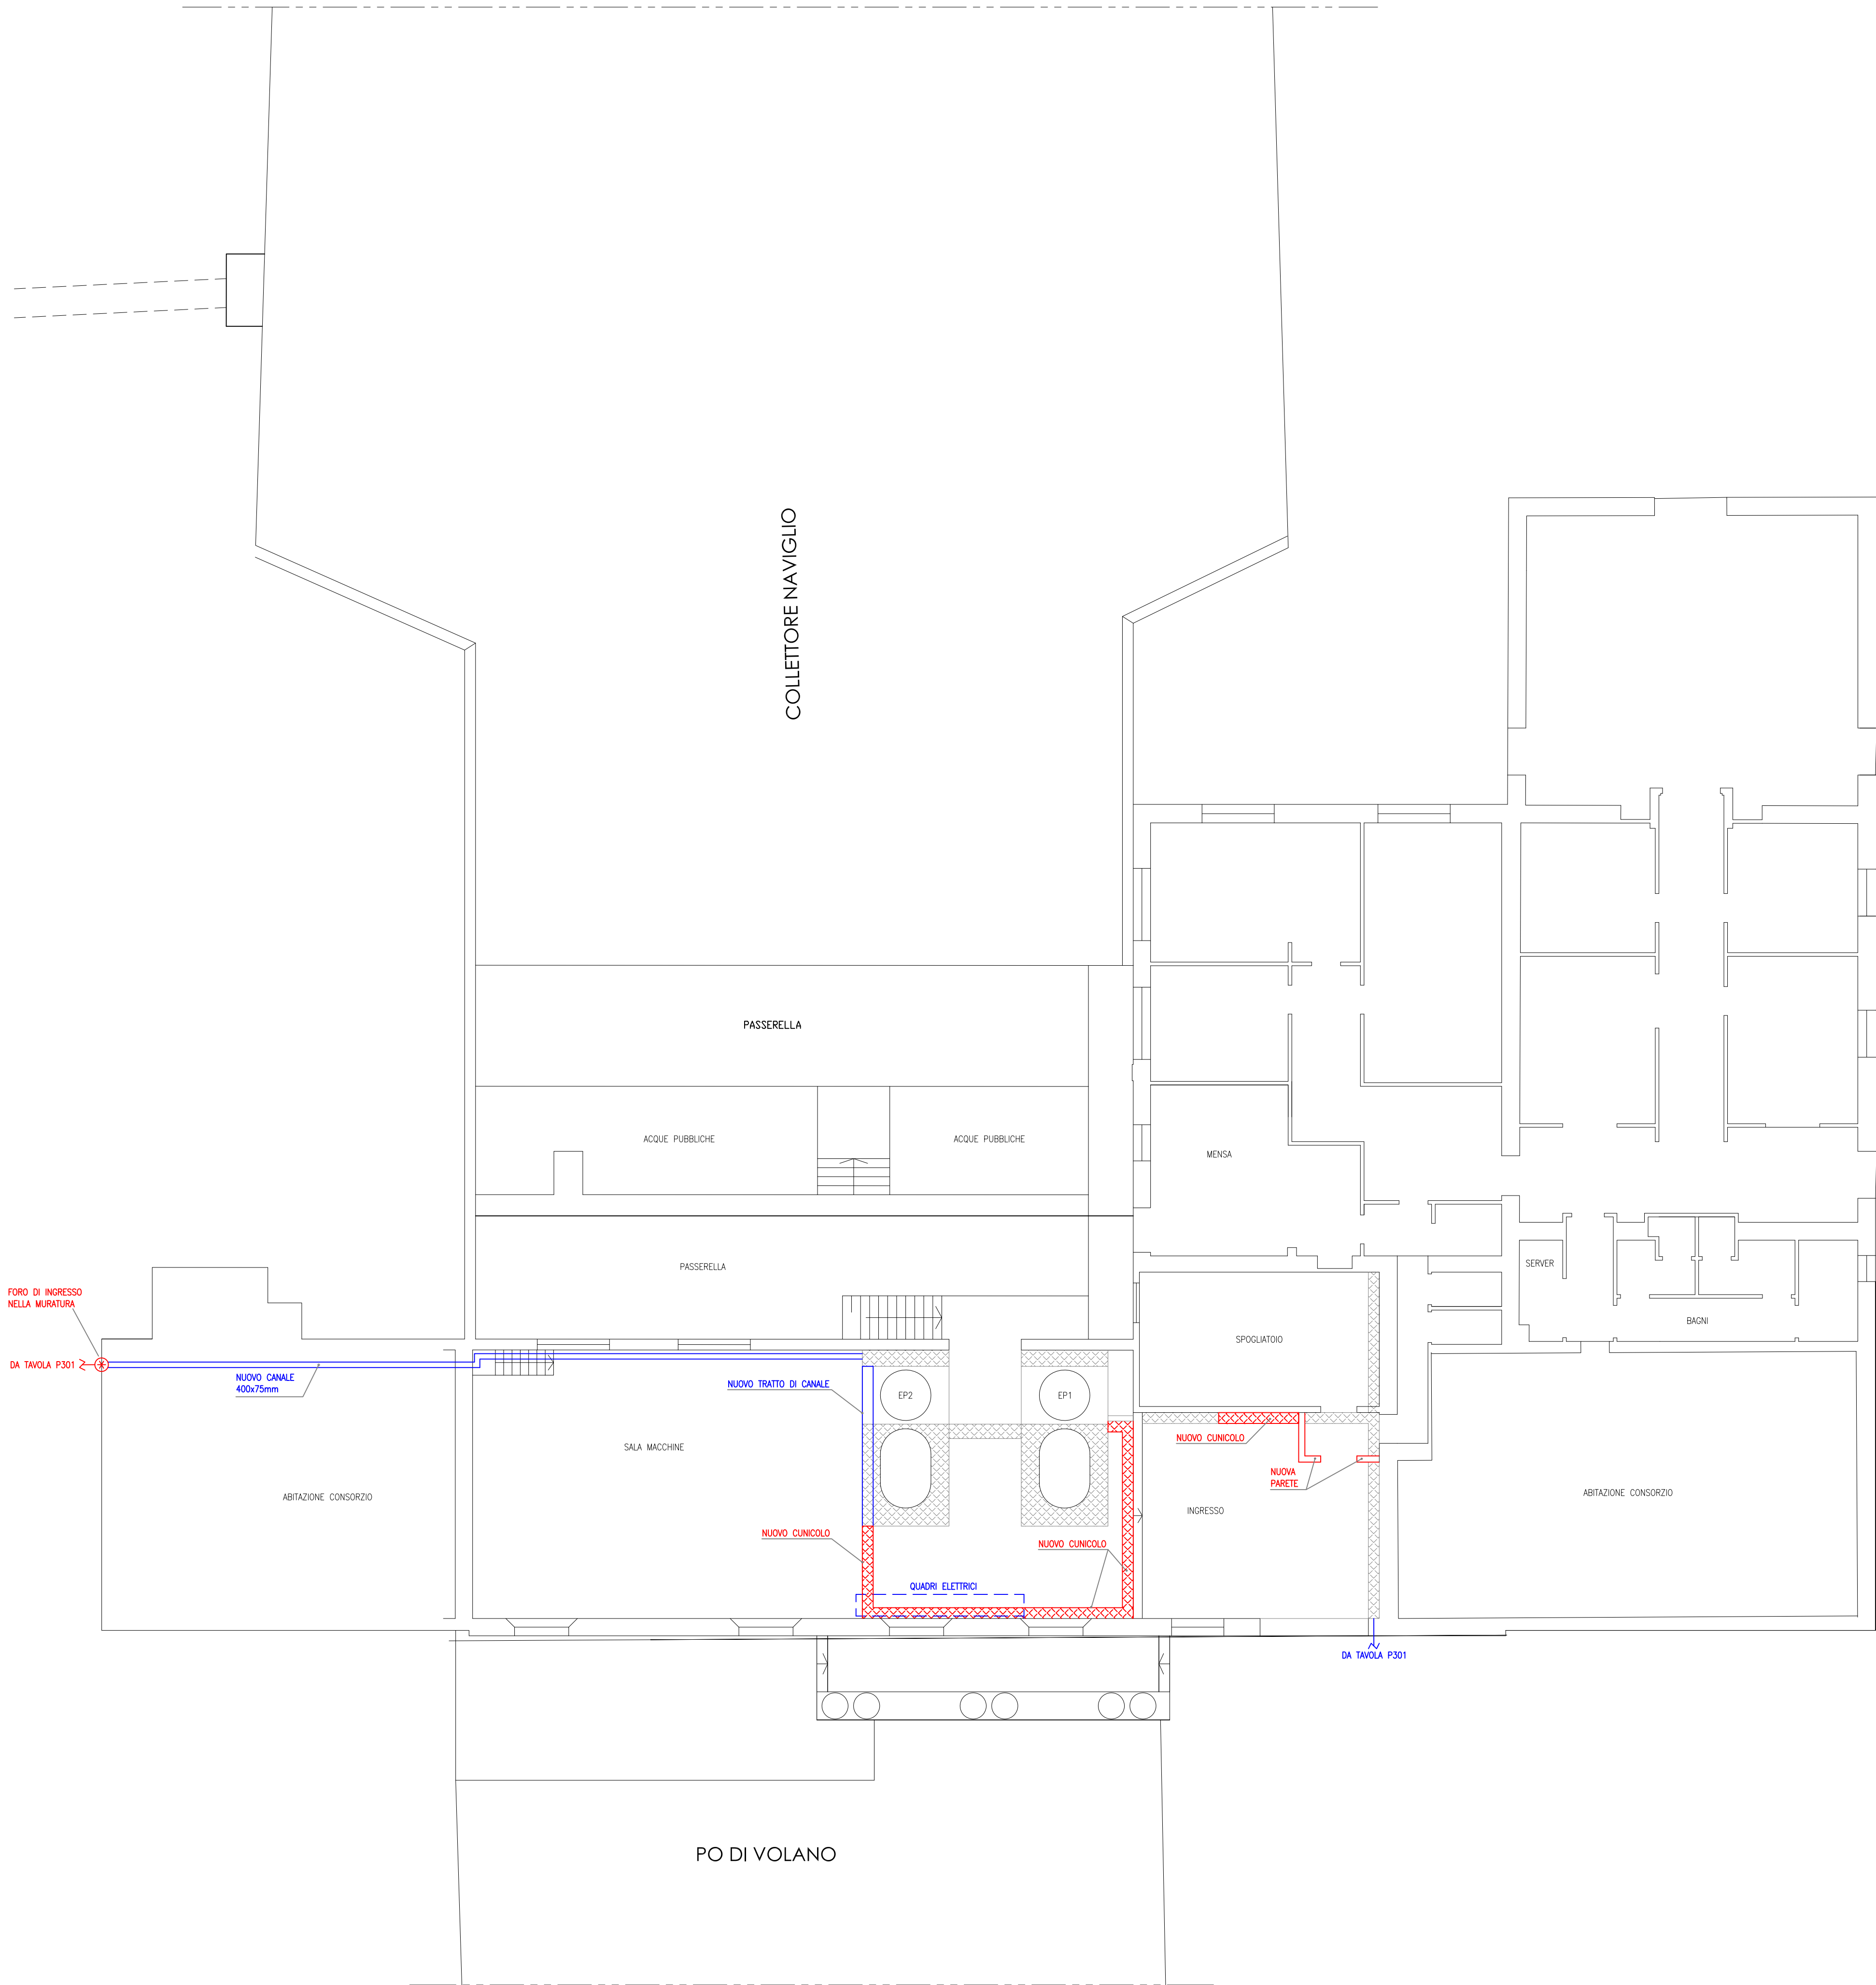 COLLETTORE NAVIGLIO
PASSERELLA
ACQUE PUBBLICHE
ACQUE PUBBLICHE
MENSA
PASSERELLA
SERVER
FORO DI INGRESSO
NELLA MURATURA
BAGNI
SPOGLIATOIO
DA TAVOLA P301
NUOVO CANALE
400x75mm
NUOVO TRATTO DI CANALE
EP2
EP1
NUOVO CUNICOLO
SALA MACCHINE
NUOVA
PARETE
ABITAZIONE CONSORZIO
ABITAZIONE CONSORZIO
INGRESSO
NUOVO CUNICOLO
NUOVO CUNICOLO
QUADRI ELETTRICI
DA TAVOLA P301
PO DI VOLANO